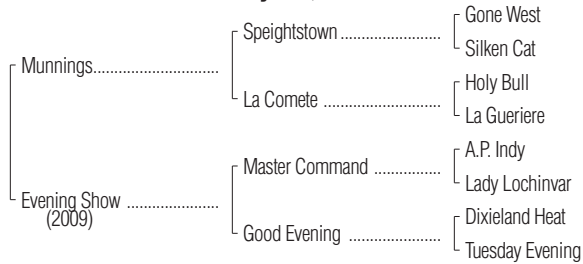 Gone West
Speightstown ...................
Silken Cat
Munnings........................
Holy Bull
La Comete ......................
La Gueriere
A.P. Indy
Master Command .............
Lady Lochinvar
Evening Show .................
(2009)
Dixieland Heat
Good Evening .................
Tuesday Evening